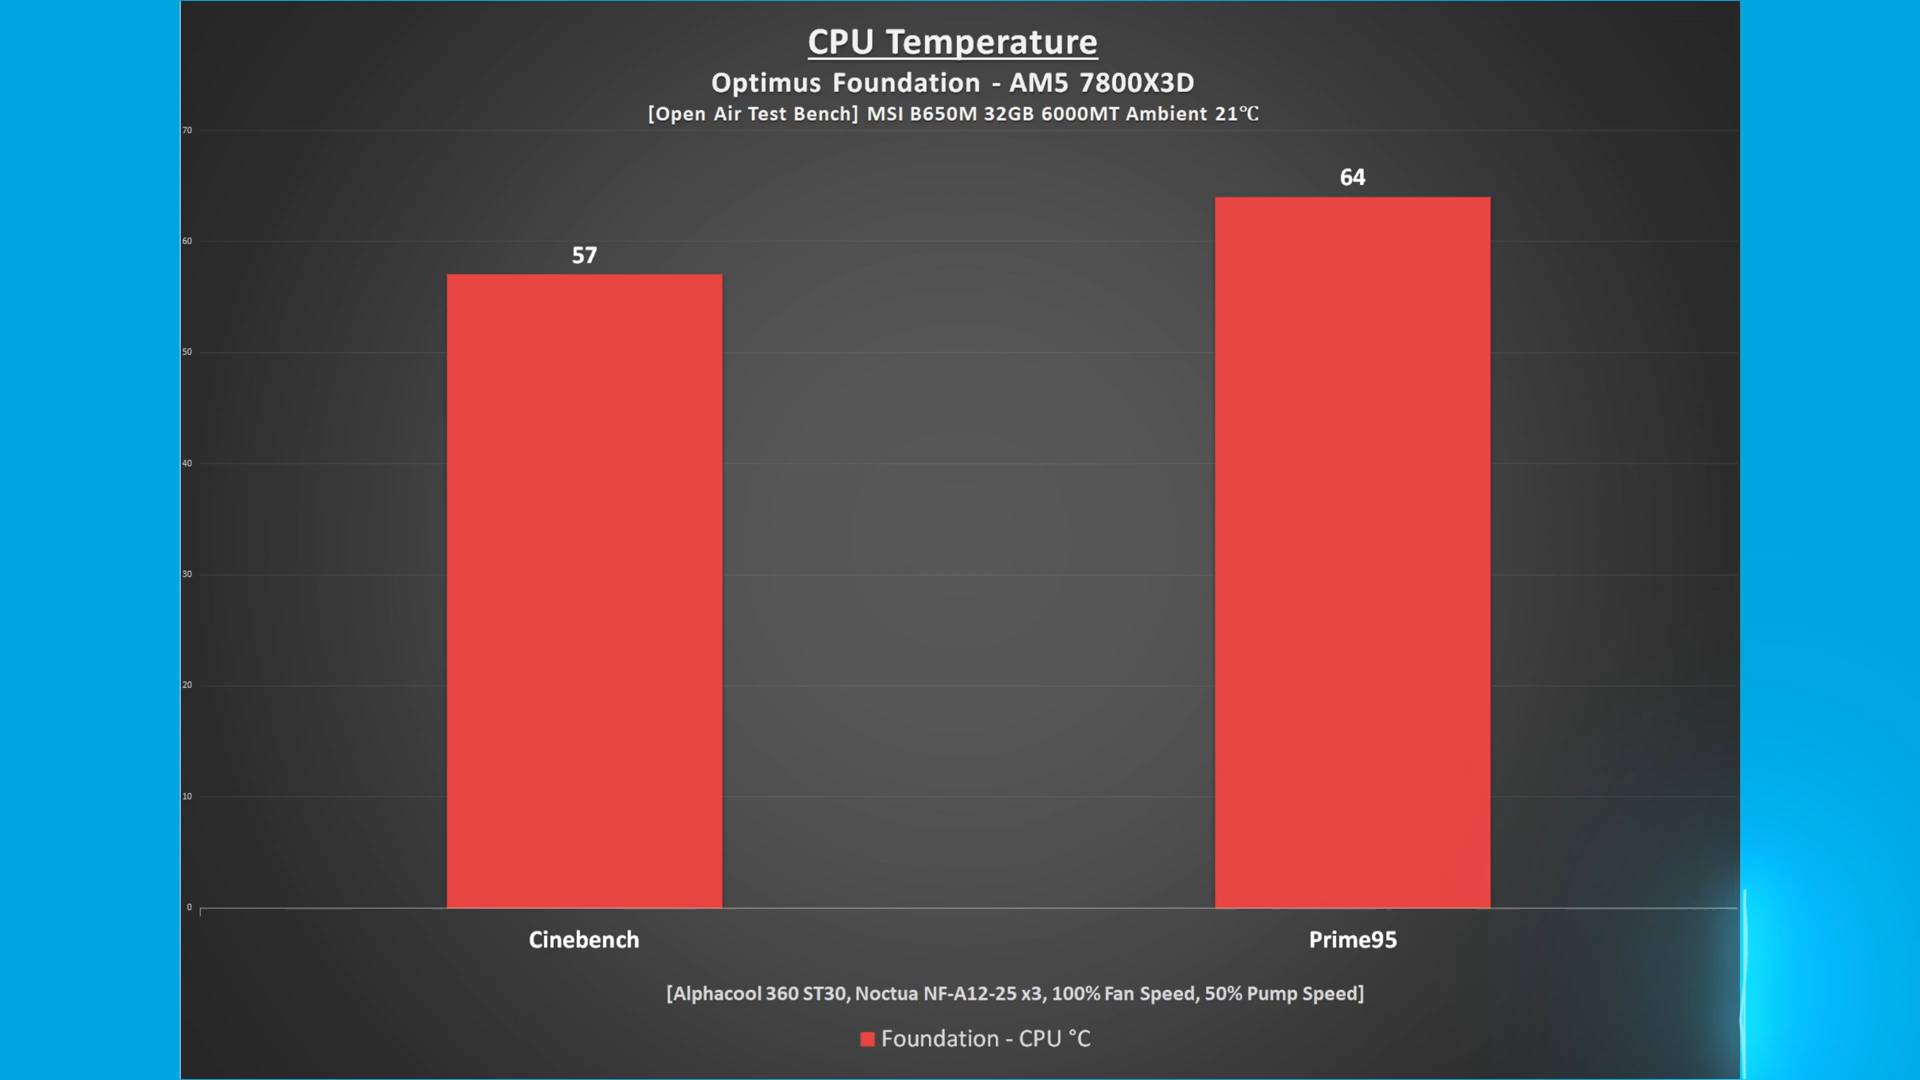 CPU Temperature
Optimus Foundation - AM5 7800X3D
[Open Air Test Bench] MSI B650M 32GB 6000MT Ambient 21℃
70
64
60
57
50
40
30
20
10
0
Cinebench
Prime95
[Alphacool 360 ST30, Noctua NF-A12-25 x3, 100% Fan Speed, 50% Pump Speed]
Foundation - CPU °C